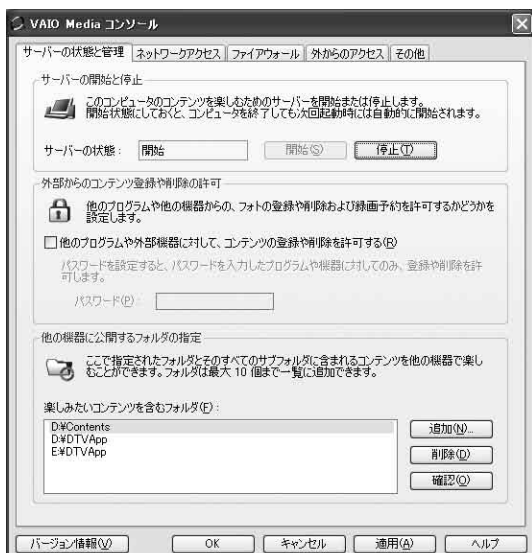 VAIO Media コンソール
サーバーの状態と管理 ネットワークアクセス ファイアウォール 外からのアクセス その他
サーバーの開始と停止
このコンピュータのコンテンツを楽しむためのサーバーを開始または停止します。
開始状態にしておくと、コンピュータを終了しても次回起動時には自動的に開始されます。
サーバーの状態： 開始 開始(S) 停止(T)
外部からのコンテンツ登録や削除の許可
他のプログラムや他の機器からの、フォトの登録や削除および録画予約を許可するかどうかを
設定します。
他のプログラムや外部機器に対して、コンテンツの登録や削除を許可する(R)
パスワードを設定すると、パスワードを入力したプログラムや機器に対してのみ、登録や削除を許
可します。
パスワード(P)：
他の機器に公開するフォルダの指定
ここで指定されたフォルダとそのすべてのサブフォルダに含まれるコンテンツを他の機器で楽し
むことができます。フォルダは最大 10 個まで一覧に追加できます。
楽しみたいコンテンツを含むフォルダ(F)：
D:¥Contents
D:¥DTVApp
E:¥DTVApp
追加(N)...
削除(D)
確認(O)
バージョン情報(V) OK キャンセル 適用(A) ヘルプ